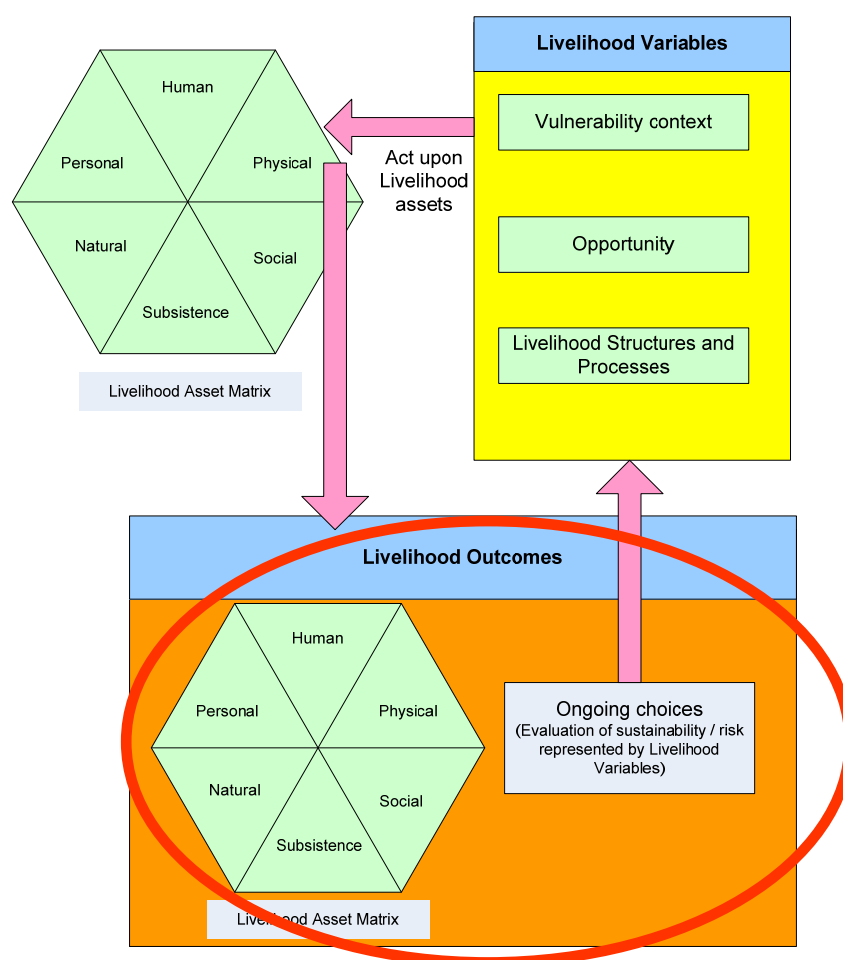 Livelihood Variables
Human
Vulnerability context
Personal
Physical
Act upon
Livelihood
assets
Natural
Social
Opportunity
Subsistence
Livelihood Structures and
Processes
Livelihood Asset Matrix
Livelihood Outcomes
Human
Personal
Physical
Ongoing choices
(Evaluation of sustainability / risk
represented by Livelihood
Variables)
Natural
Social
Subsistence
Livelihood Asset Matrix